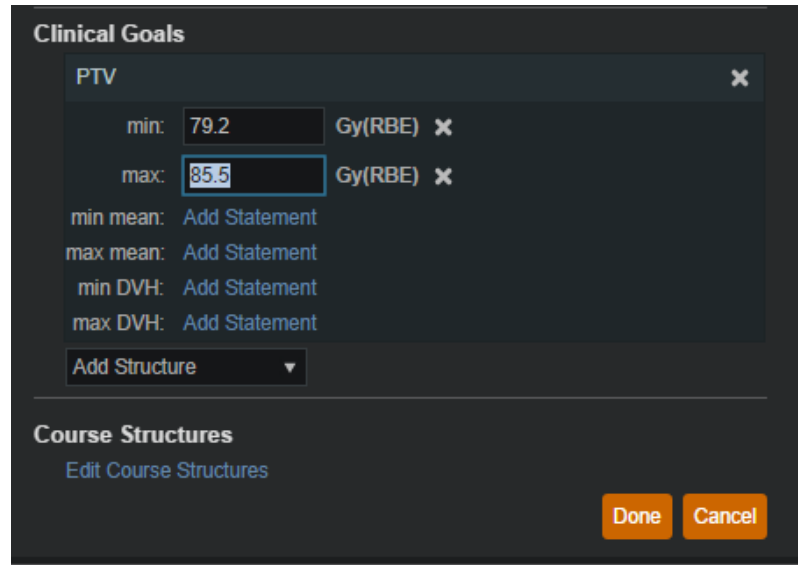 Clinical Goals
PTV
min: 79.2 Gy(RBE)
max: 85.5 Gy(RBE)
min mean: Add Statement
max mean: Add Statement
min DVH: Add Statement
max DVH: Add Statement
Add Structure
Course Structures
Edit Course Structures
Done Cancel